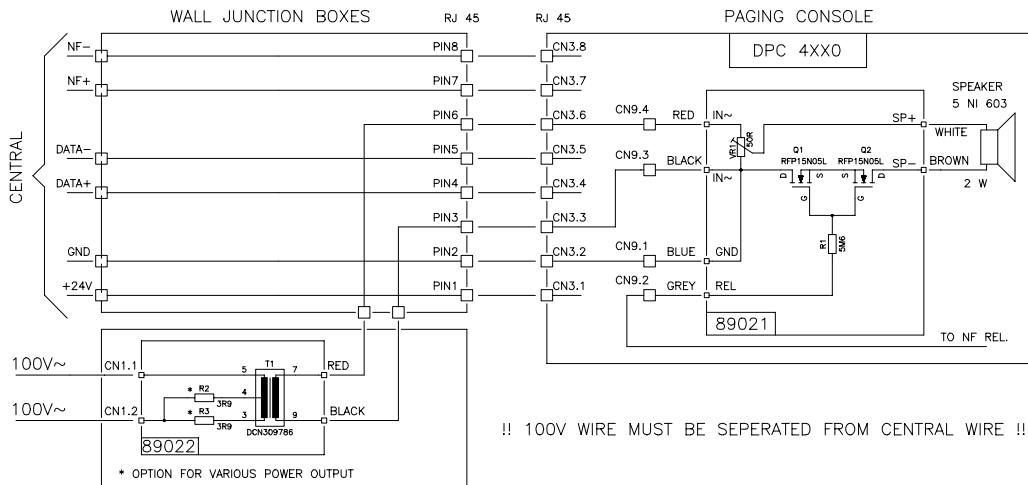 WALL JUNCTION BOXES
RJ 45
RJ 45
PAGING CONSOLE
DPC 4XX0
CENTRAL
NF-
PIN8
CN3.8
NF+
PIN7
CN3.7
PIN6
CN3.6
DATA-
PIN5
CN3.5
DATA+
PIN4
CN3.4
PIN3
CN3.3
GND
PIN2
CN3.2
+24V
PIN1
CN3.1
CN9.4
RED
IN~
CN9.3
BLACK
IN~
CN9.1
BLUE
GND
CN9.2
GREY
REL
VR1
50R
Q1
RFP15N05L
D
S
G
Q2
RFP15N05L
S
D
G
R1
5M6
SP+
WHITE
SP-
BROWN
SPEAKER
5 NI 603
2 W
89021
TO NF REL.
100V~
CN1.1
100V~
CN1.2
5
T1
7
RED
* R2
3R9
4
* R3
3R9
3
9
BLACK
DCN309786
89022
* OPTION FOR VARIOUS POWER OUTPUT
!! 100V WIRE MUST BE SEPERATED FROM CENTRAL WIRE !!